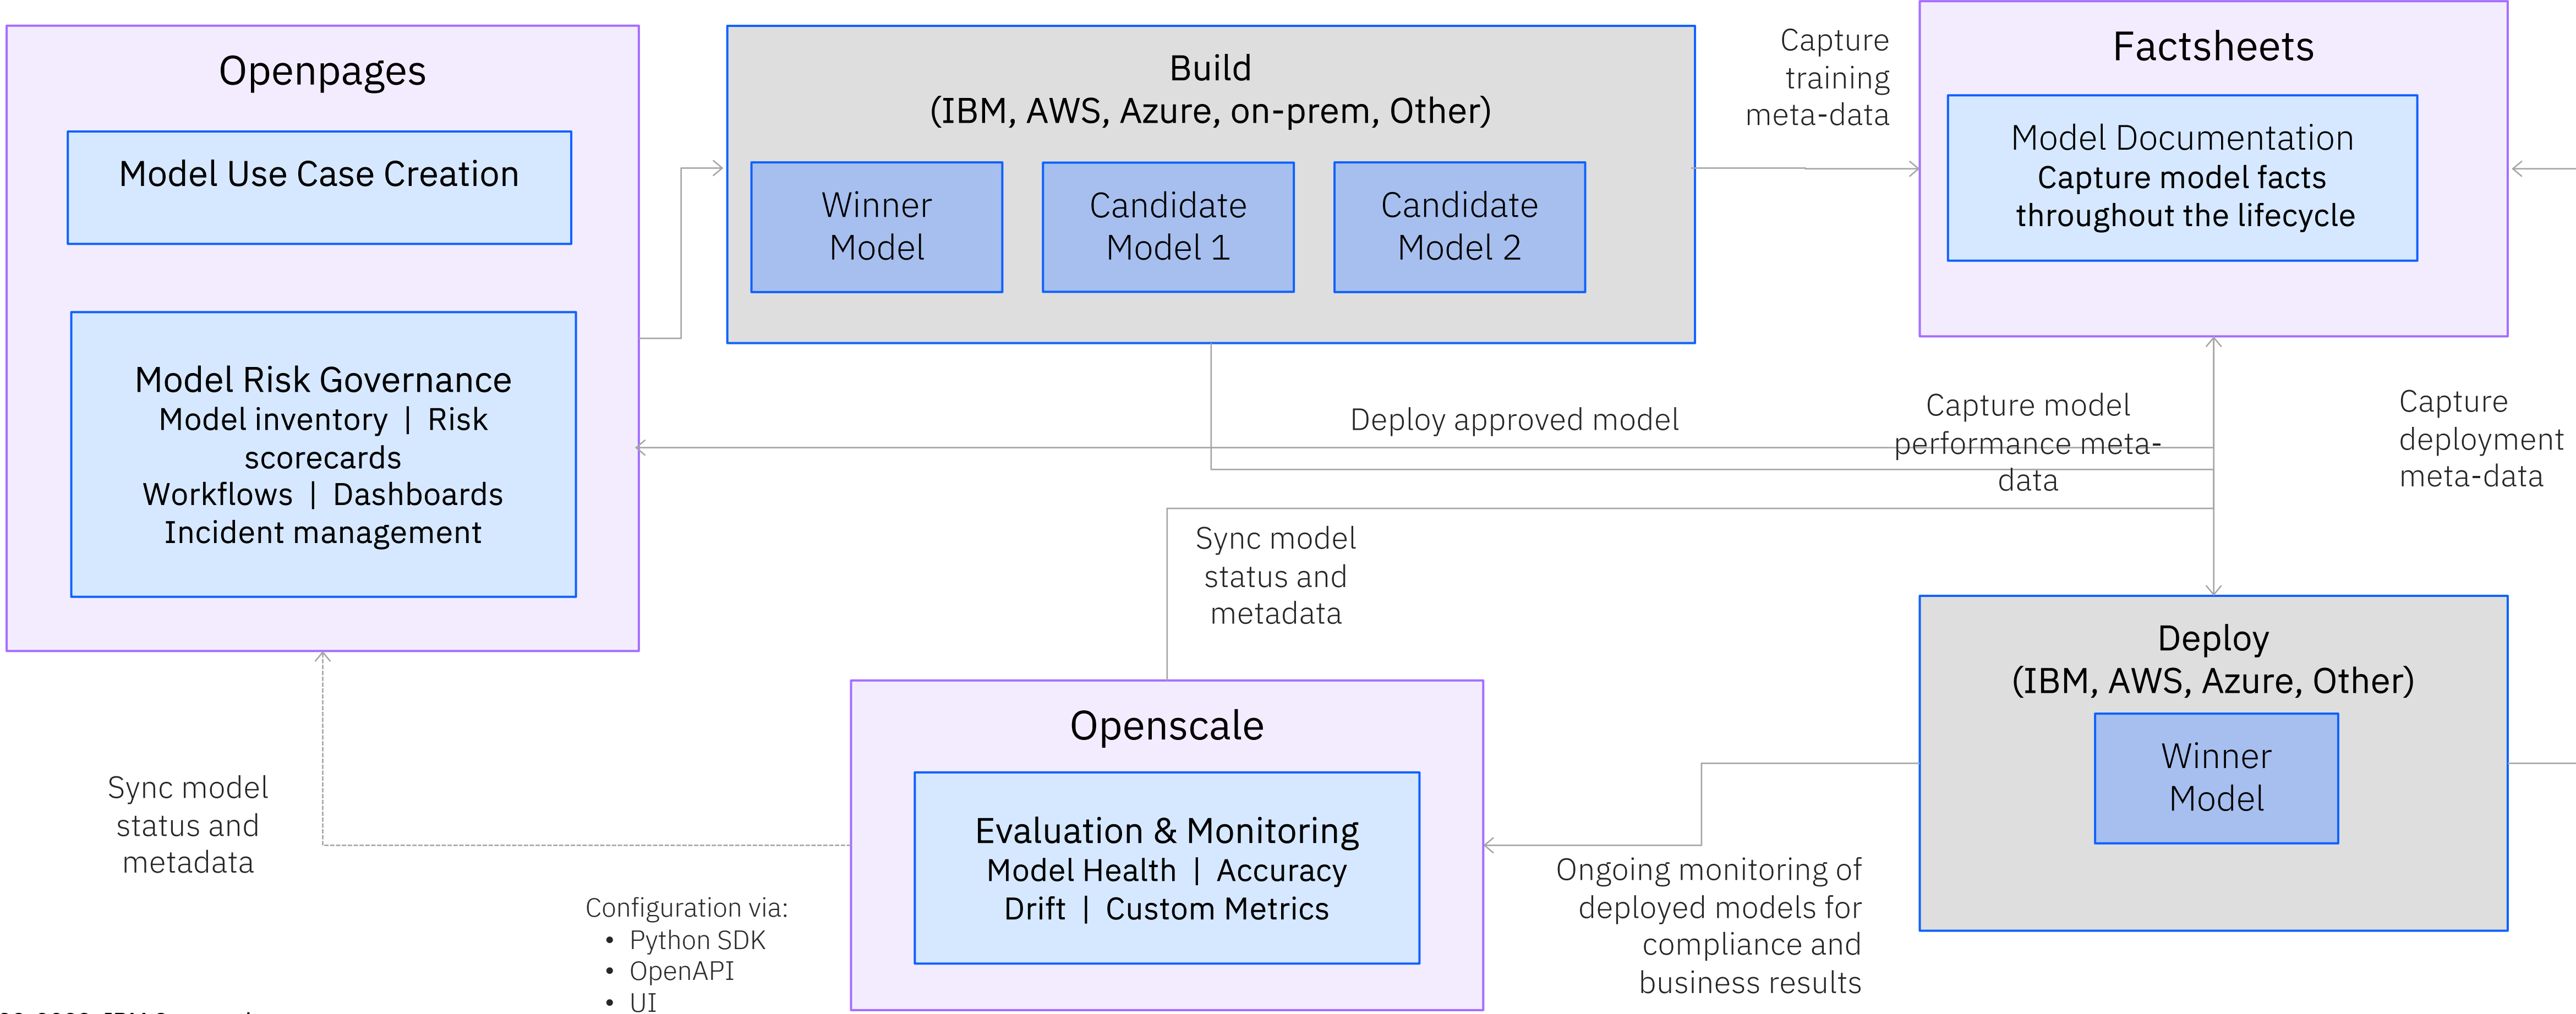 Openpages
Model Use Case Creation
Model Risk Governance
Model inventory | Risk
scorecards
Workflows | Dashboards
Incident management
Build
(IBM, AWS, Azure, on-prem, Other)
Winner
Model
Candidate
Model 1
Candidate
Model 2
Capture
training
meta-data
Factsheets
Model Documentation
Capture model facts
throughout the lifecycle
Deploy approved model
Capture model
performance meta-
data
Capture
deployment
meta-data
Sync model
status and
metadata
Deploy
(IBM, AWS, Azure, Other)
Winner
Model
Openscale
Evaluation & Monitoring
Model Health | Accuracy
Drift | Custom Metrics
Sync model
status and
metadata
Configuration via:
• Python SDK
• OpenAPI
• UI
Ongoing monitoring of
deployed models for
compliance and
business results